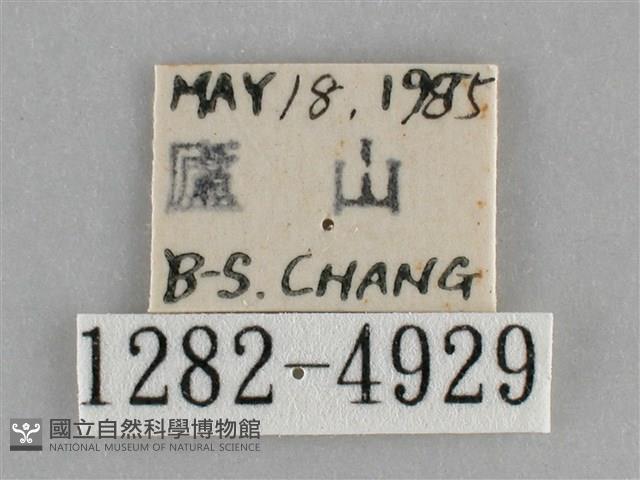 MAY 18, 1985
廬 山
B-S. CHANG
1282-4929
國立自然科學博物館
NATIONAL MUSEUM OF NATURAL SCIENCE